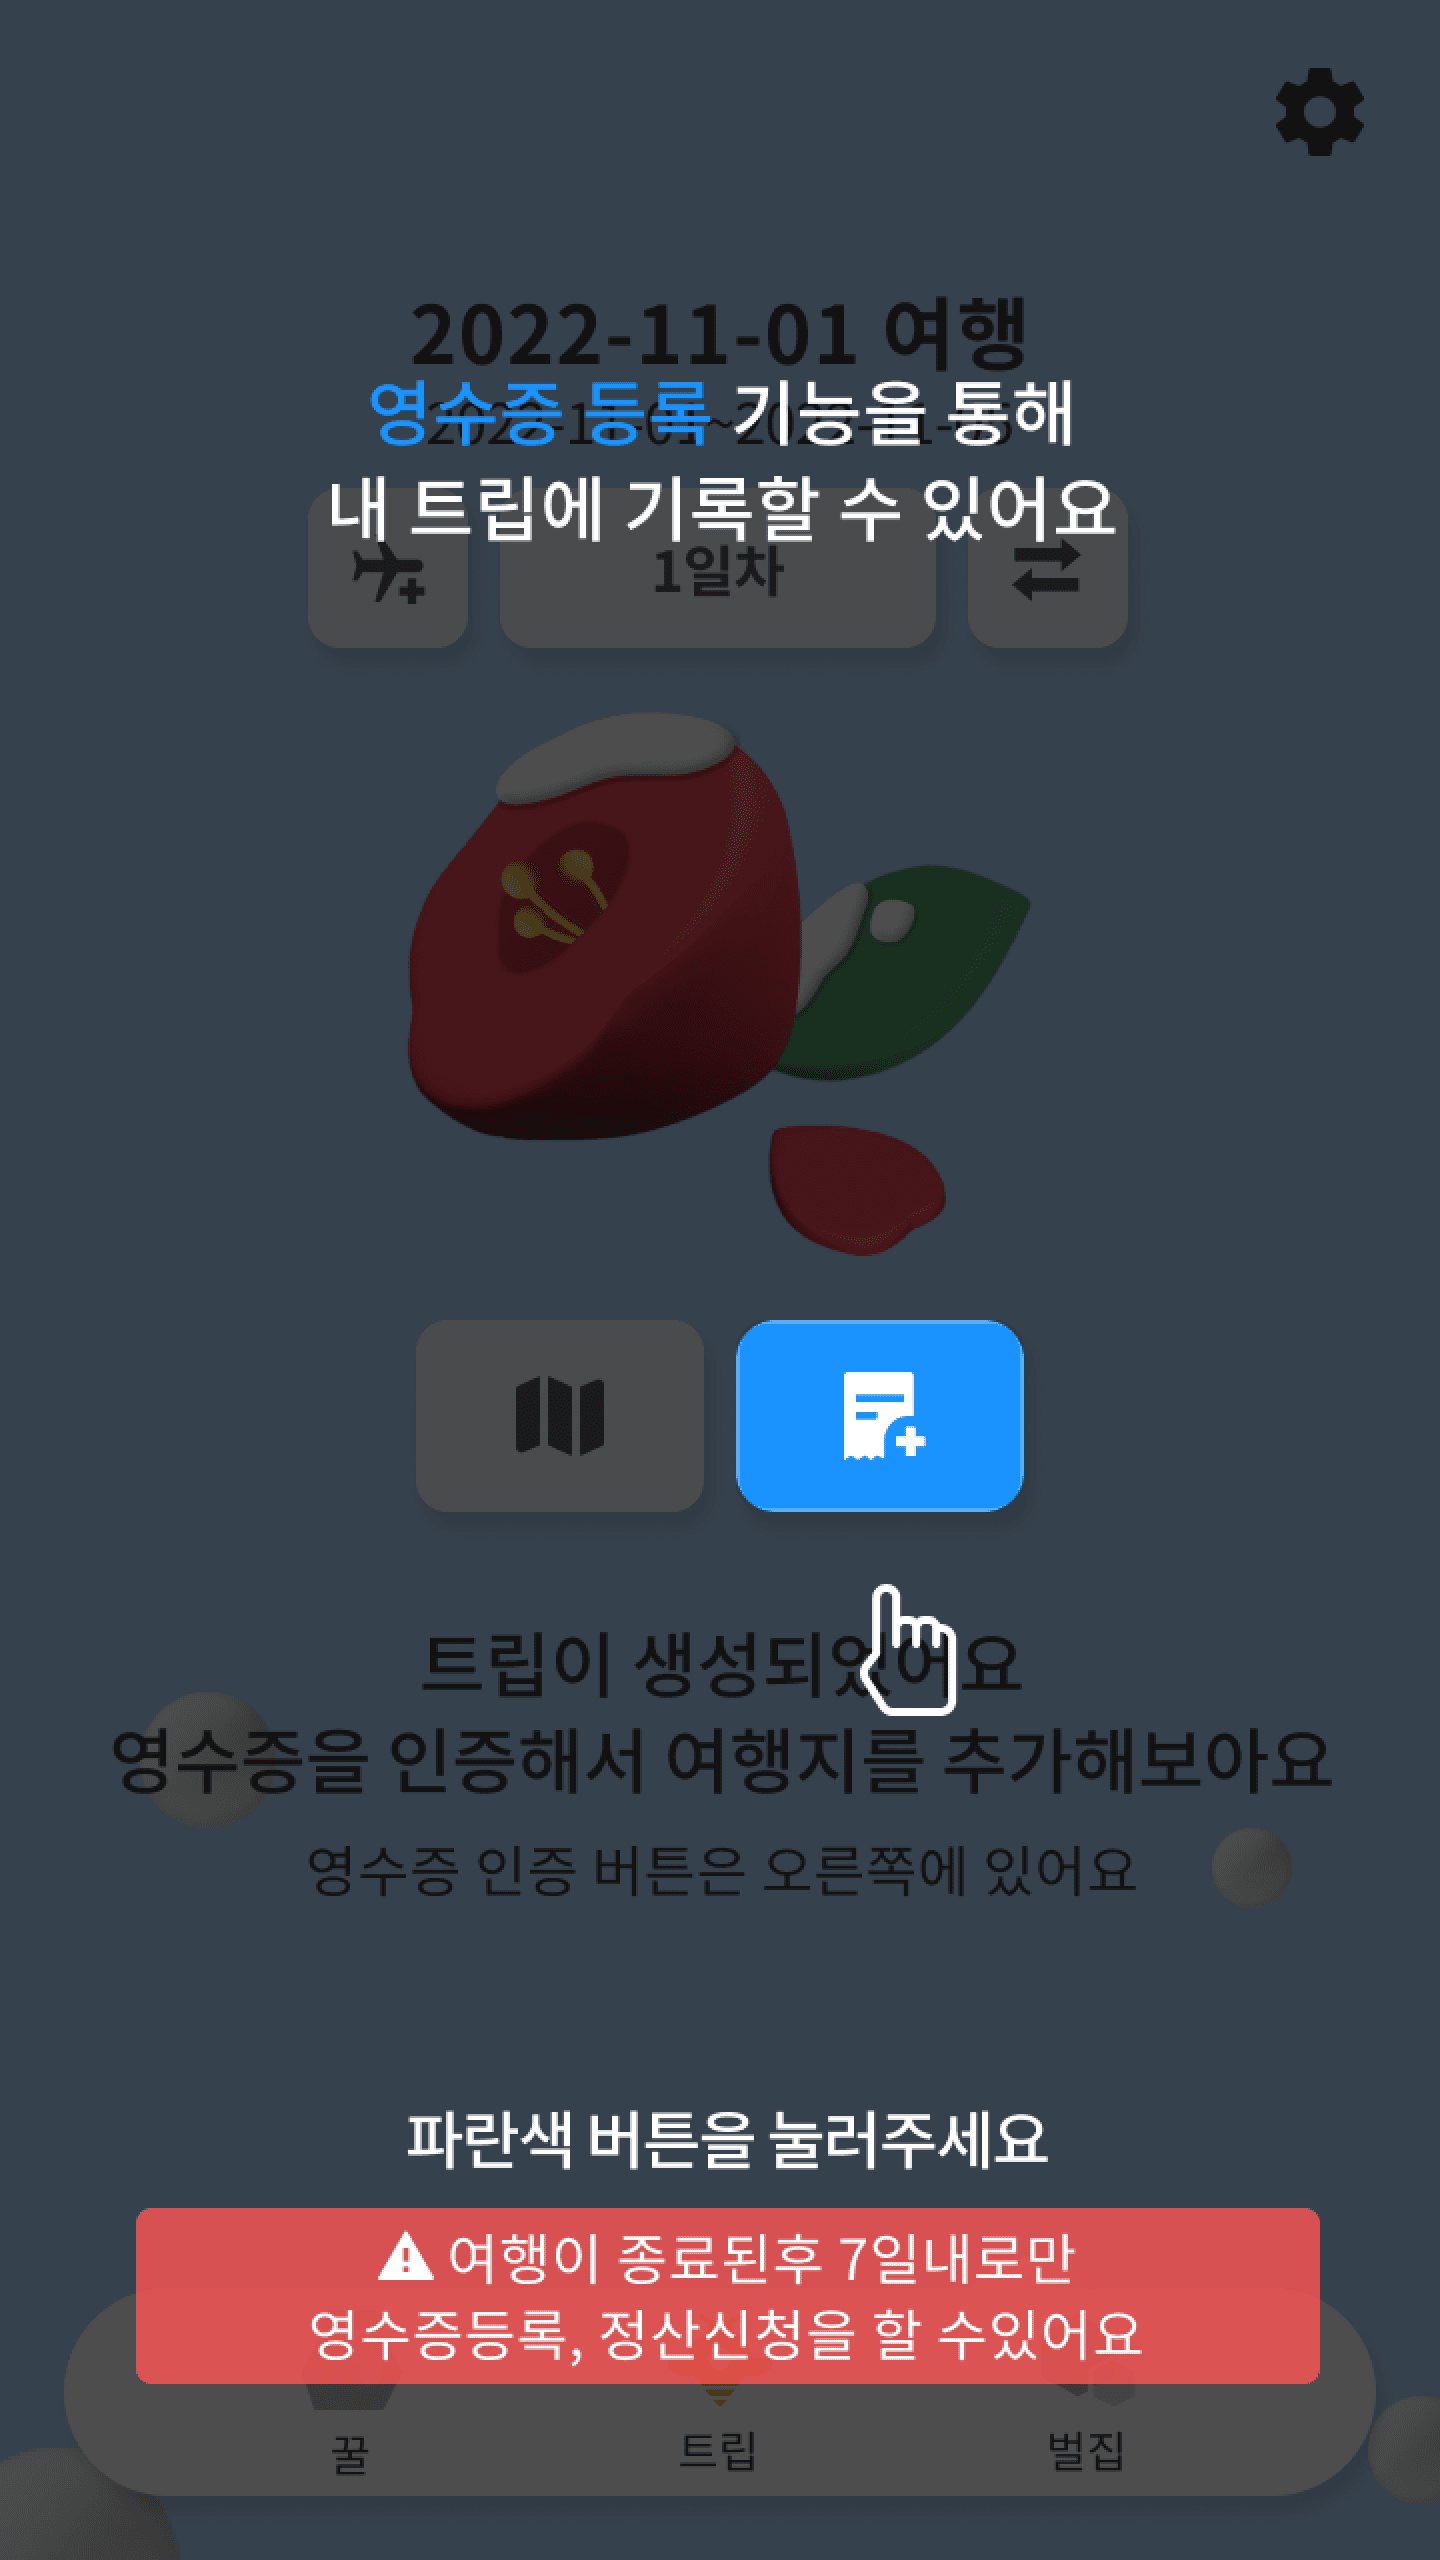 2022-11-01 여행
영수증 등록 기능을 통해
2022-11-01~2022-11-05
내 트립에 기록할 수 있어요
1일차
트립이 생성되었어요
영수증을 인증해서 여행지를 추가해보아요
영수증 인증 버튼은 오른쪽에 있어요
파란색 버튼을 눌러주세요
여행이 종료된후 7일내로만
영수증등록, 정산신청을 할 수있어요
꿀 트립 벌집